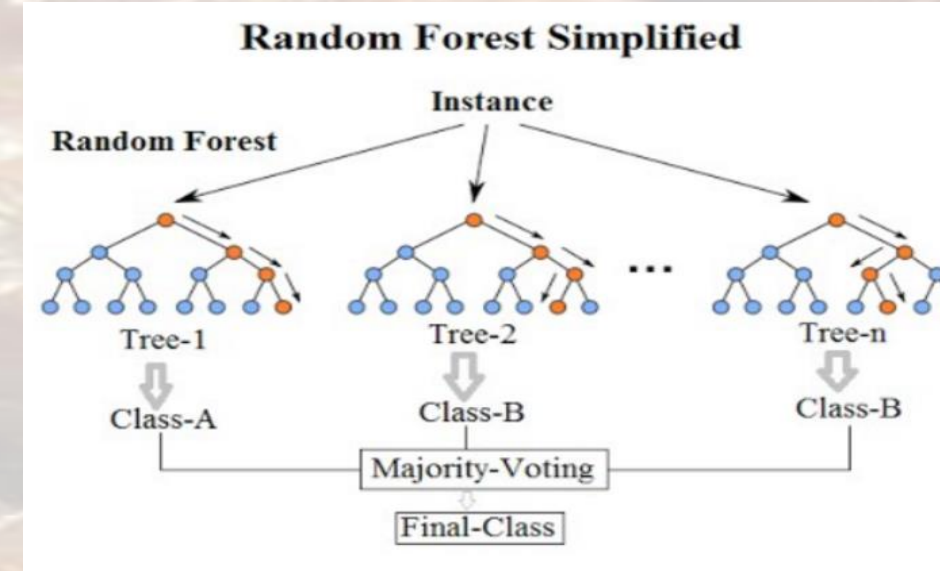 Random Forest Simplified
Instance
Random Forest
...
Tree-1
Tree-2
Tree-n
Class-A
Class-B
Class-B
Majority-Voting
Final-Class